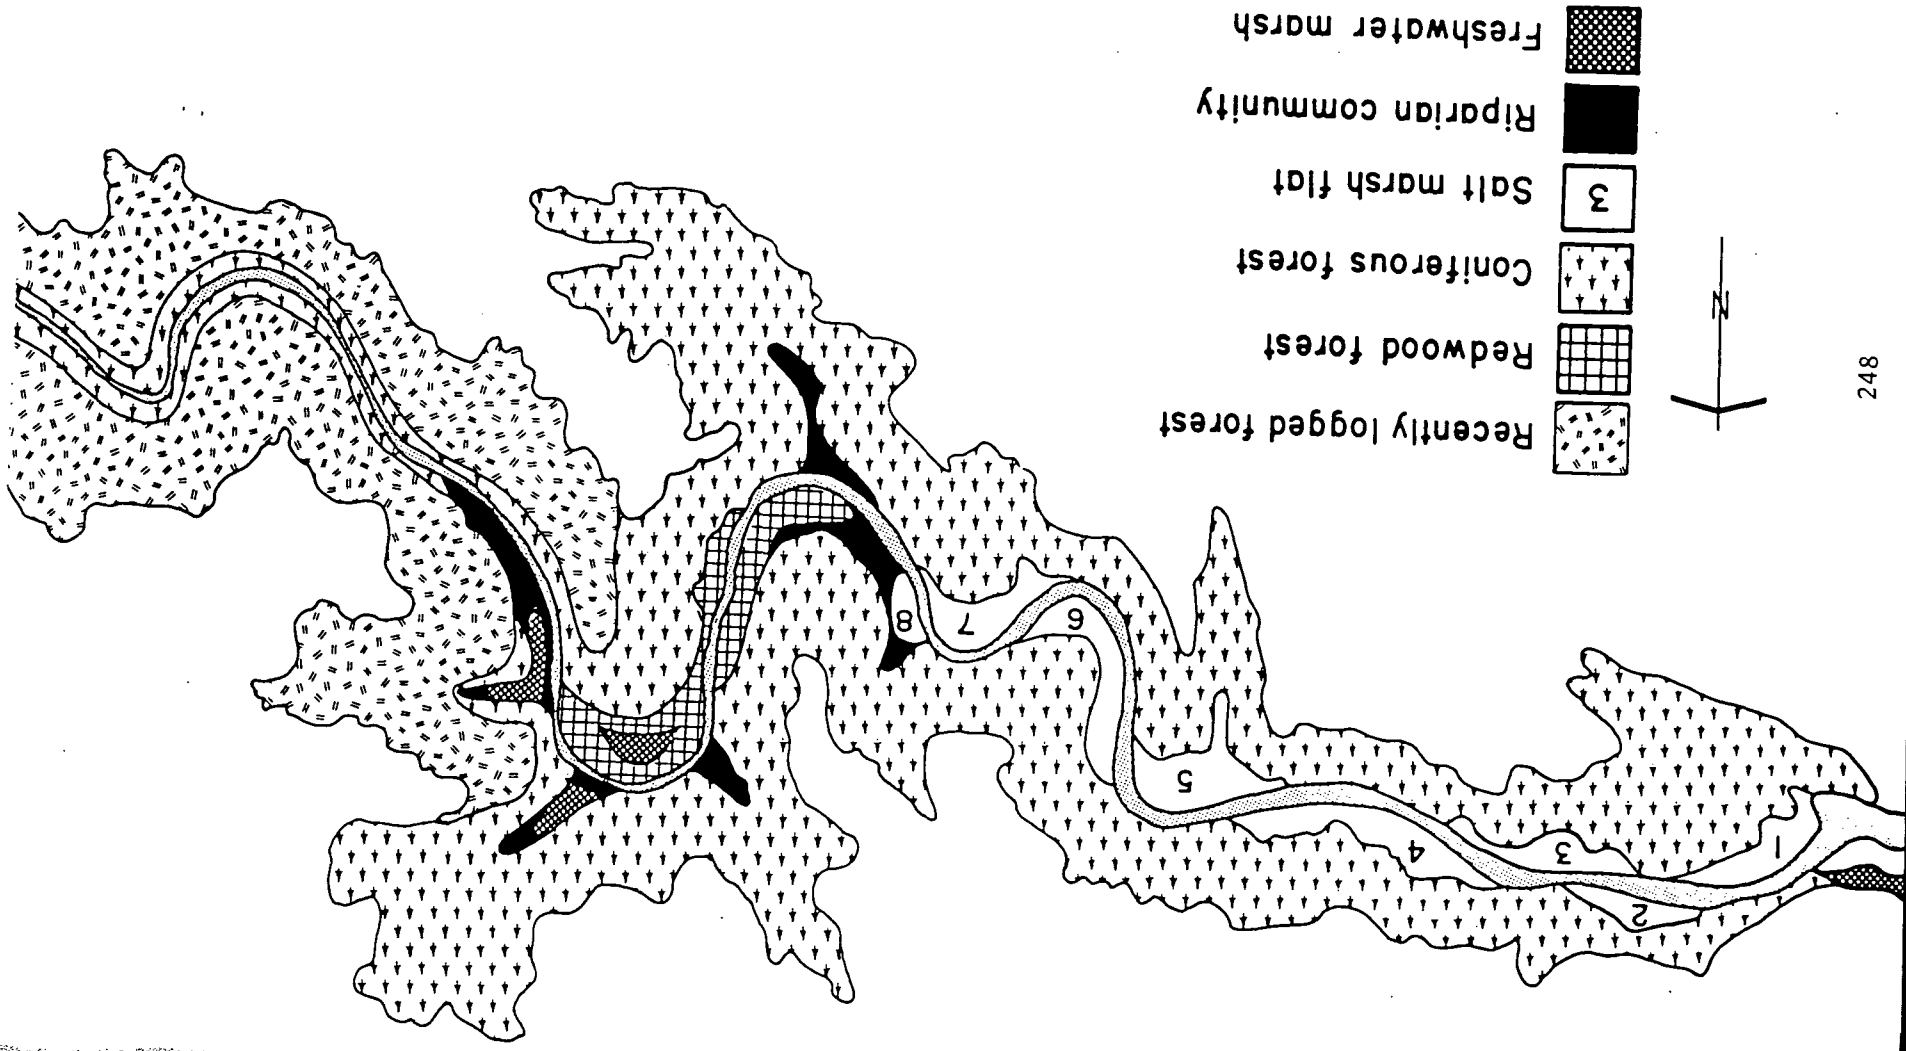 Recently logged forest
Redwood forest
Coniferous forest
3
Salt marsh flat
Riparian community
Freshwater marsh
N
248
1
2
3
4
5
6
7
8